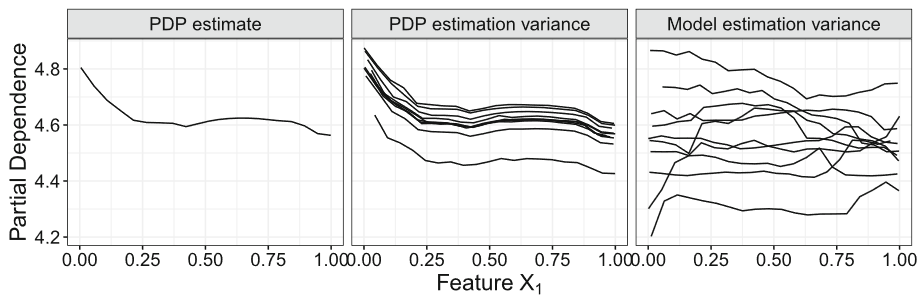 PDP estimate PDP estimation variance Model estimation variance
Partial Dependence
4.8
4.6
4.4
4.2
0.00 0.25 0.50 0.75 1.00 0.00 0.25 0.50 0.75 1.00 0.00 0.25 0.50 0.75 1.00
Feature X₁